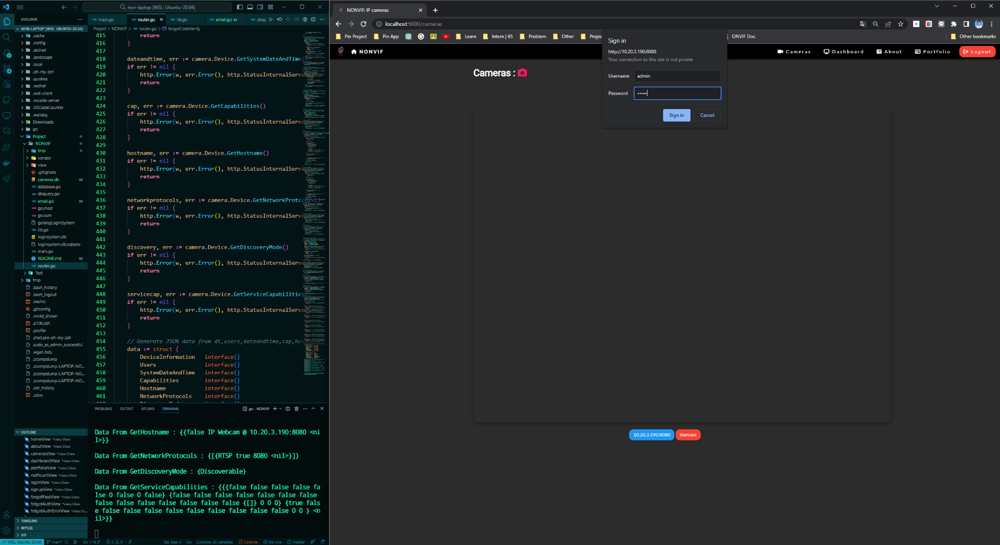 non-laptop [WSL: Ubuntu-20.04]
EXPLORER
NON-LAPTOP [WSL: UBUNTU-20.04]
.cache
.config
.dotnet
.landscape
.local
.oh-my-zsh
.quokka
.redhat
.rest-client
.vscode-server
.VSCodeCounter
.wallaby
Downloads
go
Project
NONVIF
tmp
vendor
view
.gitignore
cameras.db M
database.go
dbquery.go
email.go M
go.mod
go.sum
golangLoginSystem
lib.go
loginsystem.db
loginsystem.db.sqbpro
main.go
README.md M
router.go
Test
tmp
.bash_history
.bash_logout
.bashrc
.gitconfig
.motd_shown
.p10k.zsh
.profile
.shell.pre-oh-my-zsh
.sudo_as_admin_successful
.wget-hsts
.zcompdump
.zcompdump-LAPTOP-NO...
.zcompdump-LAPTOP-NO...
.zcompdump-LAPTOP-NO...
.zsh_history
.zshrc
OUTLINE
homeView *view.View
aboutView *view.View
camerasView *view.View
dashboardView *view.View
portfolioView *view.View
notFountView *view.View
loginView *view.View
signupView *view.View
forgotPassView *view.View
fotgotAuthView *view.View
fotgotAuthErrorView *view.Vi...
TIMELINE
MYSQL
GO
main.go
router.go
lib.go
email.go M
dbqu
Project > NONVIF > router.go > forgotCodeVerify
415 return
416 }
417
418 dateandtime, err := camera.Device.GetSystemDateAndTime(
419 if err != nil {
420 http.Error(w, err.Error(), http.StatusInternalServerError
421 return
422 }
423
424 cap, err := camera.Device.GetCapabilities()
425 if err != nil {
426 http.Error(w, err.Error(), http.StatusInternalServe
427 return
428 }
429
430 hostname, err := camera.Device.GetHostname()
431 if err != nil {
432 http.Error(w, err.Error(), http.StatusInternalServe
433 return
434 }
435
436 networkprotocols, err := camera.Device.GetNetworkProtocols()
437 if err != nil {
438 http.Error(w, err.Error(), http.StatusInternalServe
439 return
440 }
441
442 discovery, err := camera.Device.GetDiscoveryMode()
443 if err != nil {
444 http.Error(w, err.Error(), http.StatusInternalServe
445 return
446 }
447
448 servicecap, err := camera.Device.GetServiceCapabilities(
449 if err != nil {
450 http.Error(w, err.Error(), http.StatusInternalServerError
451 return
452 }
453
454 // Generate JSON data from di,users,dateandtime,cap,hos
455 data := struct {
456 DeviceInformation interface{}
457 Users interface{}
458 SystemDateAndTime interface{}
459 Capabilities interface{}
460 Hostname interface{}
461 NetworkProtocols interface{}
PROBLEMS OUTPUT GITLENS TERMINAL
go - NONVIF
Data From GetHostname : {{false IP Webcam @ 10.20.3.190:8080 <ni
l>}}
Data From GetNetworkProtocols : {[{RTSP true 8080 <nil>}]}
Data From GetDiscoveryMode : {Discoverable}
Data From GetServiceCapabilities : {{{false false false false fa
lse 0 false 0 false} {false false false false false false false
false false false false false false false {[]} 0 0 0} {true fals
e false false false false false false false false false 0 0 } <n
il>}}
WSL: Ubuntu-20.04 main* Go 1.19 0 0 Tab Size: 4 Go Colorize: 25 variables Colorize Go Live Prettier
NONVIF: IP cameras
localhost:9000/cameras
Pin Project
Pin App
Learn
Intern | 65
Problem
Other
Projec
ONVIF Doc.
Other bookmarks
NONVIF
Cameras
Dashboard
About
Portfolio
Logout
Cameras :
Sign in
http://10.20.3.190:8080
Your connection to this site is not private
Username admin
Password •••••
Sign in
Cancel
10.20.3.190:8080
Remove